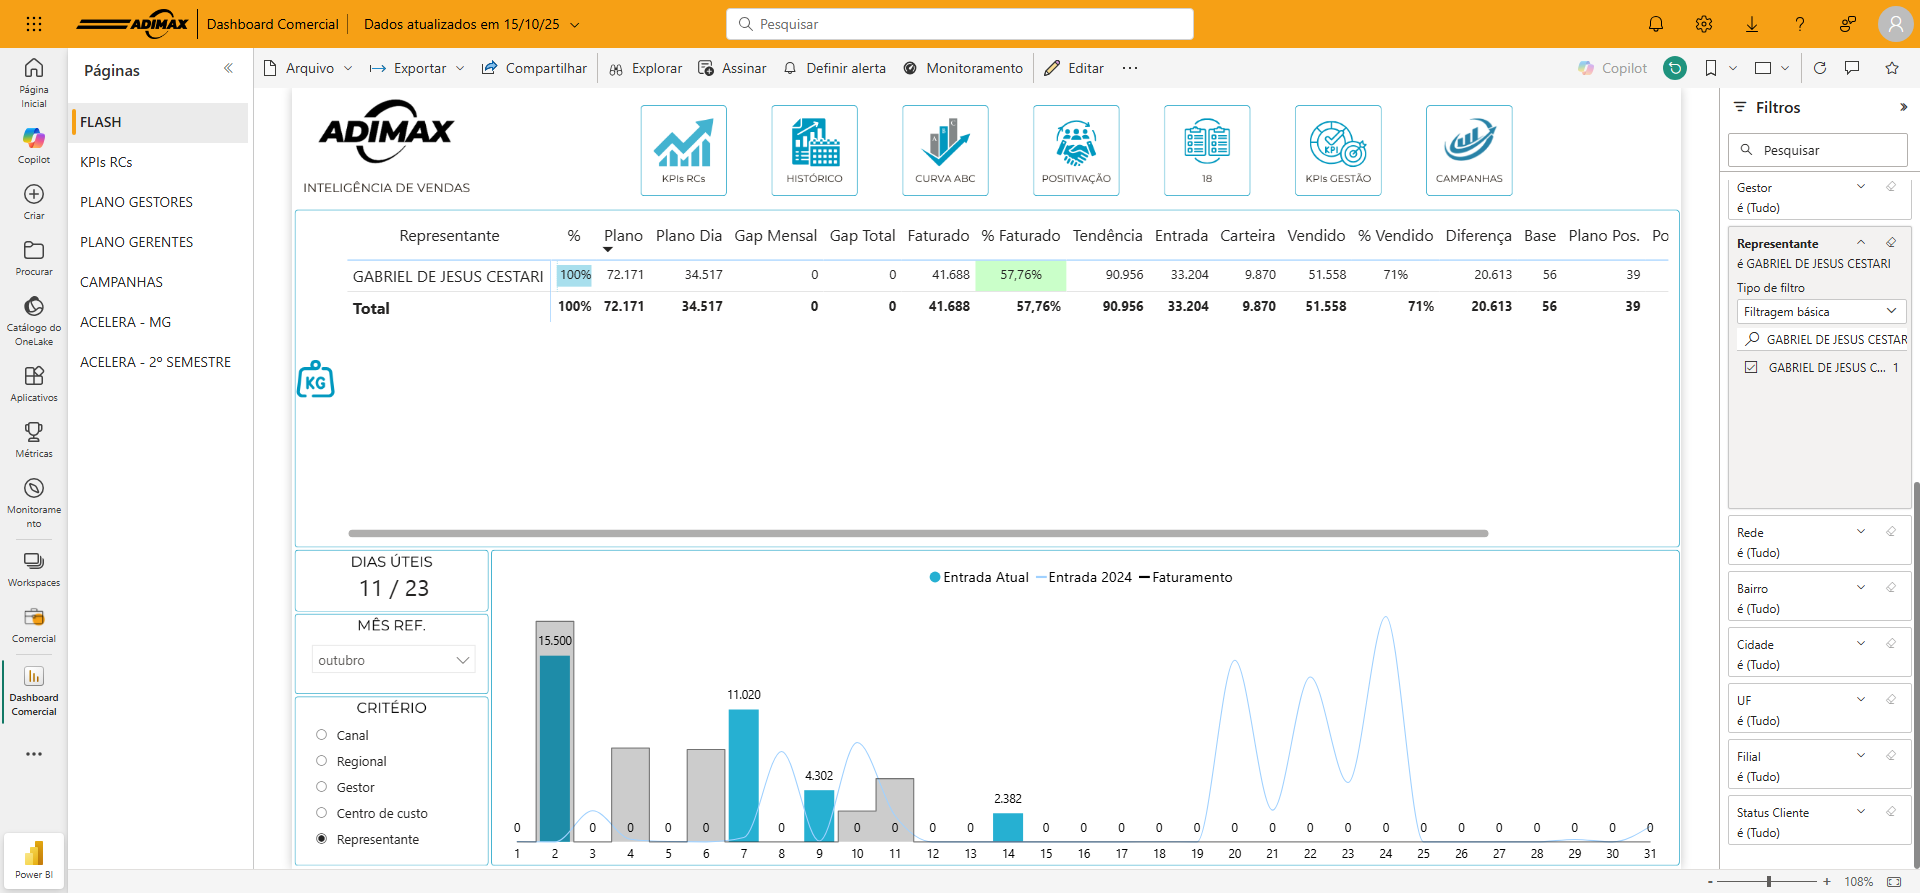 ADIMAX
Dashboard Comercial
Dados atualizados em 15/10/25
Pesquisar
Página Inicial
Copilot
Criar
Procurar
Catálogo do OneLake
Aplicativos
Métricas
Monitoramento
Workspaces
Comercial
Dashboard Comercial
Power BI
Páginas
FLASH
KPIs RCs
PLANO GESTORES
PLANO GERENTES
CAMPANHAS
ACELERA - MG
ACELERA - 2º SEMESTRE
Arquivo
Exportar
Compartilhar
Explorar
Assinar
Definir alerta
Monitoramento
Editar
Copilot
ADIMAX
INTELIGÊNCIA DE VENDAS
KPIs RCs
HISTÓRICO
A B C
CURVA ABC
POSITIVAÇÃO
18
KPI
KPIs GESTÃO
CAMPANHAS
Representante % Plano Plano Dia Gap Mensal Gap Total Faturado % Faturado Tendência Entrada Carteira Vendido % Vendido Diferença Base Plano Pos. Po
GABRIEL DE JESUS CESTARI 100% 72.171 34.517 0 0 41.688 57,76% 90.956 33.204 9.870 51.558 71% 20.613 56 39
Total 100% 72.171 34.517 0 0 41.688 57,76% 90.956 33.204 9.870 51.558 71% 20.613 56 39
KG
DIAS ÚTEIS
11 / 23
MÊS REF.
outubro
CRITÉRIO
Canal
Regional
Gestor
Centro de custo
Representante
Entrada Atual Entrada 2024 Faturamento
15.500
11.020
4.302
2.382
0 0 0 0 0 0 0 0 0 0 0 0 0 0 0 0 0 0 0 0 0 0 0 0 0 0 0
1 2 3 4 5 6 7 8 9 10 11 12 13 14 15 16 17 18 19 20 21 22 23 24 25 26 27 28 29 30 31
Filtros
Pesquisar
Gestor
é (Tudo)
Representante
é GABRIEL DE JESUS CESTARI
Tipo de filtro
Filtragem básica
GABRIEL DE JESUS CESTAR
GABRIEL DE JESUS C... 1
Rede
é (Tudo)
Bairro
é (Tudo)
Cidade
é (Tudo)
UF
é (Tudo)
Filial
é (Tudo)
Status Cliente
é (Tudo)
- + 108%